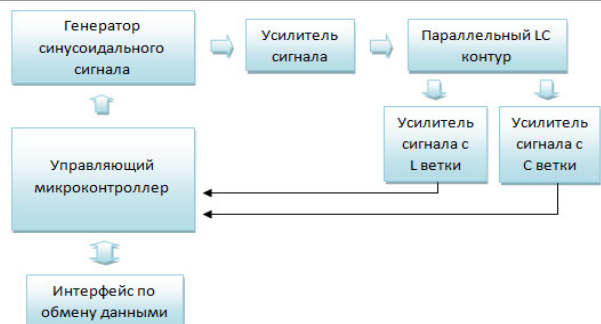 Генератор
синусоидального
сигнала
Усилитель
сигнала
Параллельный LC
контур
Усилитель
сигнала с
L ветки
Усилитель
сигнала с
С ветки
Управляющий
микроконтроллер
Интерфейс по
обмену данными